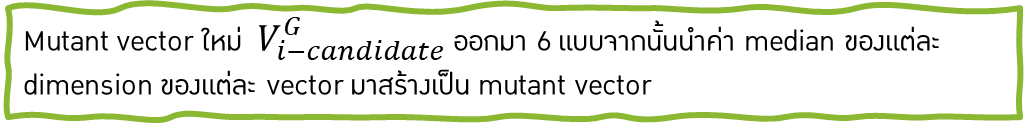 Mutant vector ใหม่ V_{i-candidate}^{G} ออกมา 6 แบบจากนั้นนำค่า median ของแต่ละ
dimension ของแต่ละ vector มาสร้างเป็น mutant vector